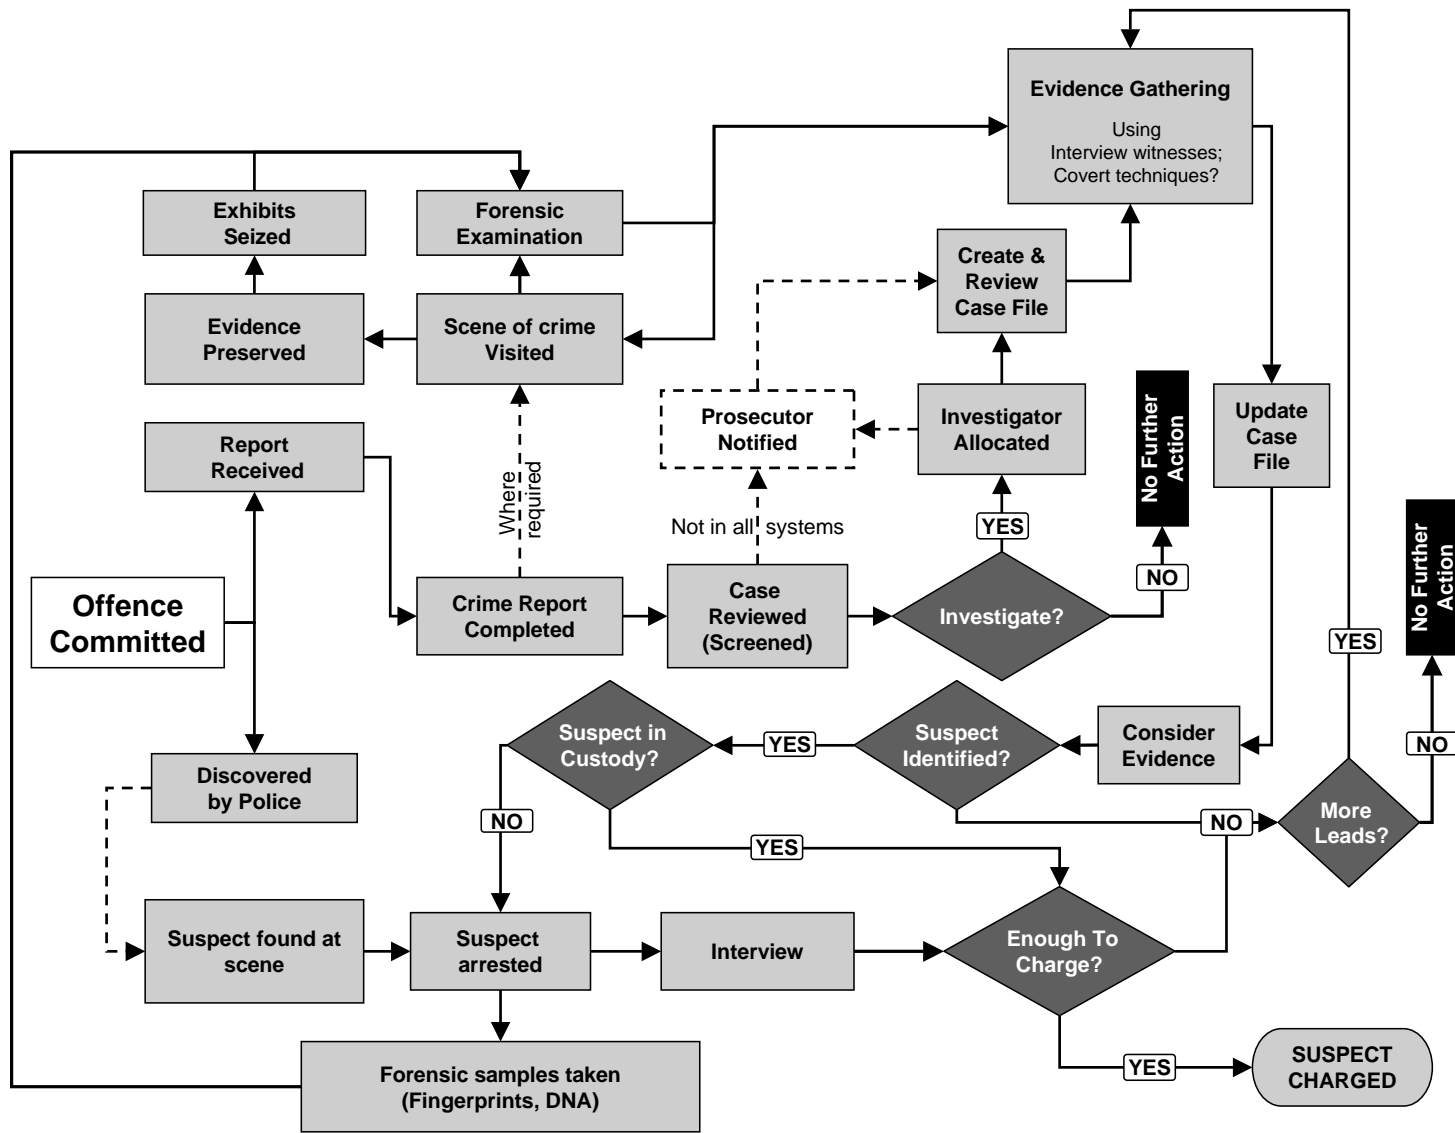 Evidence Gathering
Using
Interview witnesses;
Covert techniques?
Exhibits
Seized
Forensic
Examination
Create &
Review
Case File
Evidence
Preserved
Scene of crime
Visited
Prosecutor
Notified
Investigator
Allocated
No Further
Action
Update
Case
File
Report
Received
Where
required
Not in all systems
YES
No Further
Action
NO
Offence
Committed
Crime Report
Completed
Case
Reviewed
(Screened)
Investigate?
YES
Suspect in
Custody?
YES
Suspect
Identified?
Consider
Evidence
NO
Discovered
by Police
NO
YES
NO
More
Leads?
Suspect found at
scene
Suspect
arrested
Interview
Enough To
Charge?
YES
SUSPECT
CHARGED
Forensic samples taken
(Fingerprints, DNA)